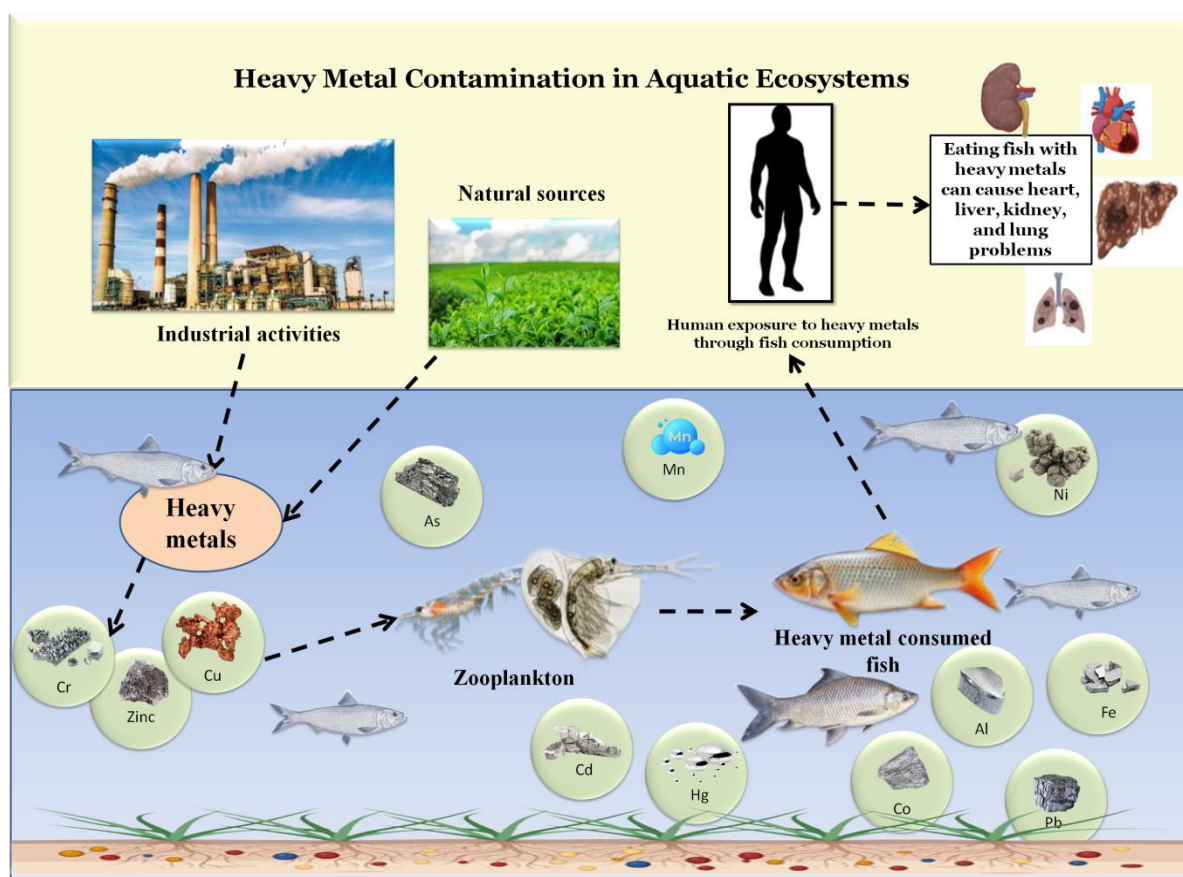 Heavy Metal Contamination in Aquatic Ecosystems
Industrial activities
Natural sources
Human exposure to heavy metals
through fish consumption
Eating fish with
heavy metals
can cause heart,
liver, kidney,
and lung
problems
Heavy
metals
As
Mn
Mn
Ni
Cr
Zinc
Cu
Zooplankton
Heavy metal consumed
fish
Cd
Hg
Al
Fe
Co
Pb